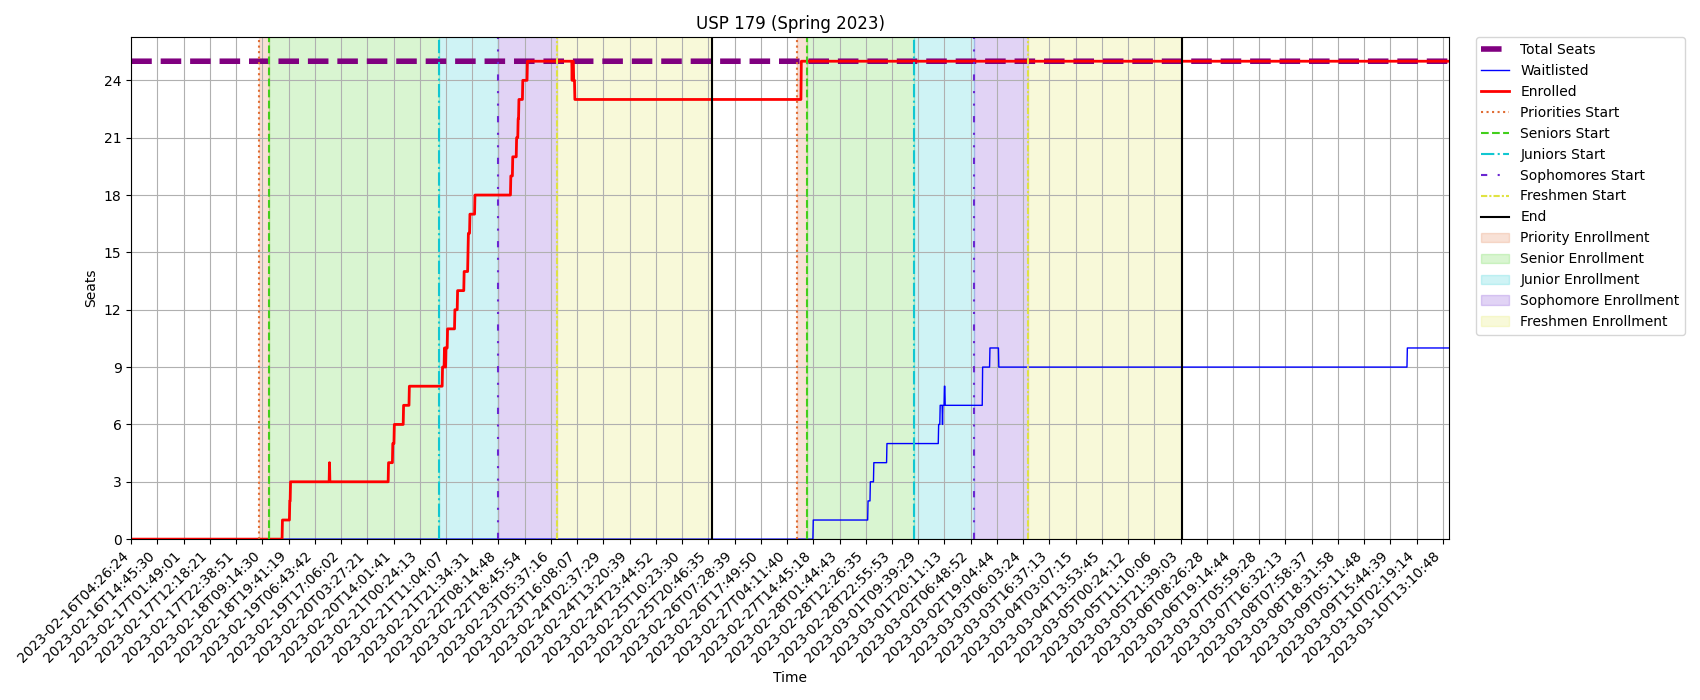 USP 179 (Spring 2023)
Seats
24
21
18
15
12
9
6
3
0
2023-02-16T04:26:24
2023-02-16T14:45:30
2023-02-17T01:49:01
2023-02-17T12:18:21
2023-02-17T22:38:51
2023-02-18T09:14:30
2023-02-18T19:41:19
2023-02-19T06:43:42
2023-02-19T17:06:02
2023-02-20T03:27:21
2023-02-20T14:01:41
2023-02-21T00:24:13
2023-02-21T11:04:07
2023-02-21T21:34:31
2023-02-22T08:14:48
2023-02-22T18:45:54
2023-02-23T05:37:16
2023-02-23T16:08:07
2023-02-24T02:37:29
2023-02-24T13:20:39
2023-02-24T23:44:52
2023-02-25T10:23:30
2023-02-25T20:46:35
2023-02-26T07:28:39
2023-02-26T17:49:50
2023-02-27T04:11:40
2023-02-27T14:45:18
2023-02-28T01:44:43
2023-02-28T12:26:35
2023-02-28T22:55:53
2023-03-01T09:39:29
2023-03-01T20:11:13
2023-03-02T06:48:52
2023-03-02T19:04:44
2023-03-03T06:03:24
2023-03-03T16:37:13
2023-03-04T03:07:15
2023-03-04T13:53:45
2023-03-05T00:24:12
2023-03-05T11:10:06
2023-03-05T21:39:03
2023-03-06T08:26:28
2023-03-06T19:14:44
2023-03-07T05:59:28
2023-03-07T16:32:13
2023-03-08T07:58:37
2023-03-08T18:31:58
2023-03-09T05:11:48
2023-03-09T15:44:39
2023-03-10T02:19:14
2023-03-10T13:10:48
Time
Total Seats
Waitlisted
Enrolled
Priorities Start
Seniors Start
Juniors Start
Sophomores Start
Freshmen Start
End
Priority Enrollment
Senior Enrollment
Junior Enrollment
Sophomore Enrollment
Freshmen Enrollment